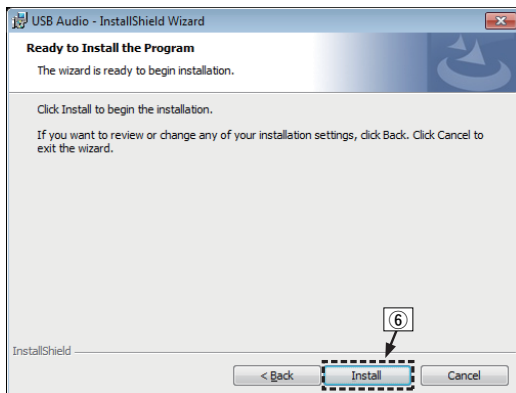 USB Audio - InstallShield Wizard
Ready to Install the Program
The wizard is ready to begin installation.
Click Install to begin the installation.
If you want to review or change any of your installation settings, click Back. Click Cancel to
exit the wizard.
⑥
InstallShield
< Back
Install
Cancel